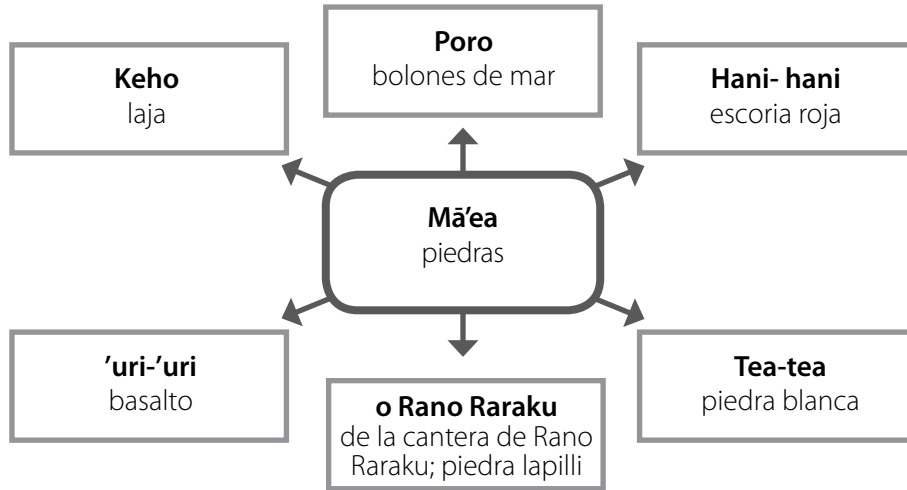 Poro
bolones de mar
Keho
laja
Hani- hani
escoria roja
Mā’ea
piedras
’uri-’uri
basalto
o Rano Raraku
de la cantera de Rano
Raraku; piedra lapilli
Tea-tea
piedra blanca